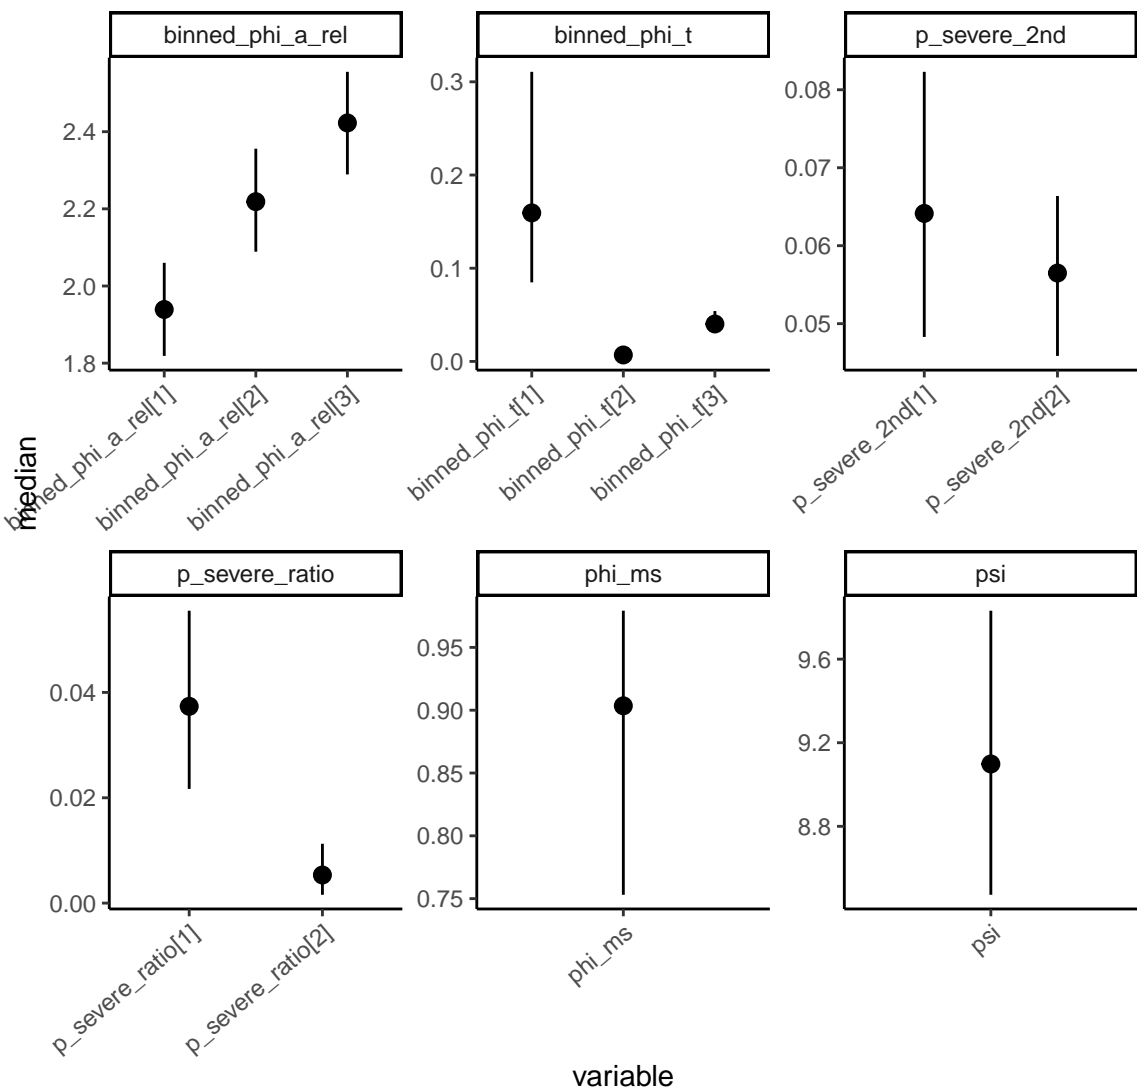 binned_phi_a_rel
binned_phi_t
p_severe_2nd
2.4
2.2
2.0
1.8
0.3
0.2
0.1
0.0
0.08
0.07
0.06
0.05
binned_phi_a_rel[1]
binned_phi_a_rel[2]
binned_phi_a_rel[3]
binned_phi_t[1]
binned_phi_t[2]
binned_phi_t[3]
p_severe_2nd[1]
p_severe_2nd[2]
median
p_severe_ratio
phi_ms
psi
0.04
0.02
0.00
0.95
0.90
0.85
0.80
0.75
9.6
9.2
8.8
p_severe_ratio[1]
p_severe_ratio[2]
phi_ms
psi
variable